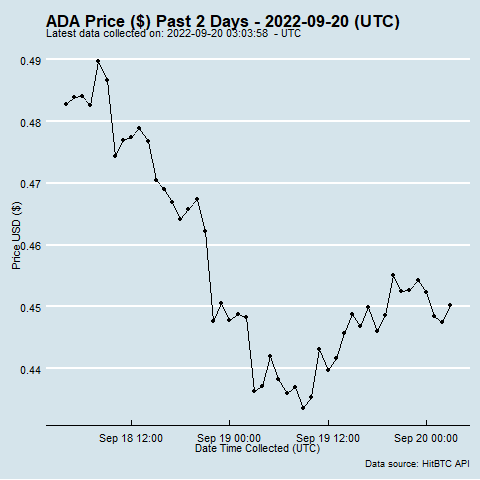 ADA Price ($) Past 2 Days - 2022-09-20 (UTC)
Latest data collected on: 2022-09-20 03:03:58  - UTC
0.49
0.48
0.47
0.46
0.45
0.44
Price USD ($)
Sep 18 12:00
Sep 19 00:00
Sep 19 12:00
Sep 20 00:00
Date Time Collected (UTC)
Data source: HitBTC API